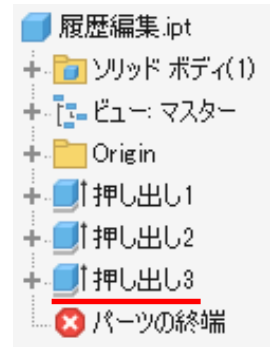 履歴編集.ipt
ソリッド ボディ(1)
ビュー: マスター
Origin
押し出し1
押し出し2
押し出し3
パーツの終端